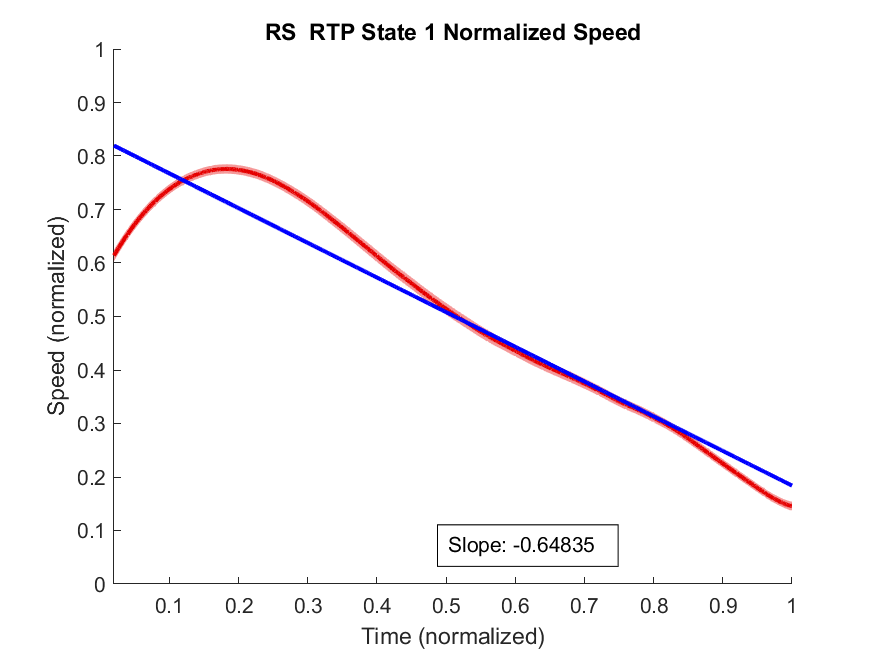 RS  RTP State 1 Normalized Speed
1
0.9
0.8
0.7
0.6
0.5
0.4
0.3
0.2
0.1
0
Speed (normalized)
Slope: -0.64835
0.1 0.2 0.3 0.4 0.5 0.6 0.7 0.8 0.9 1
Time (normalized)